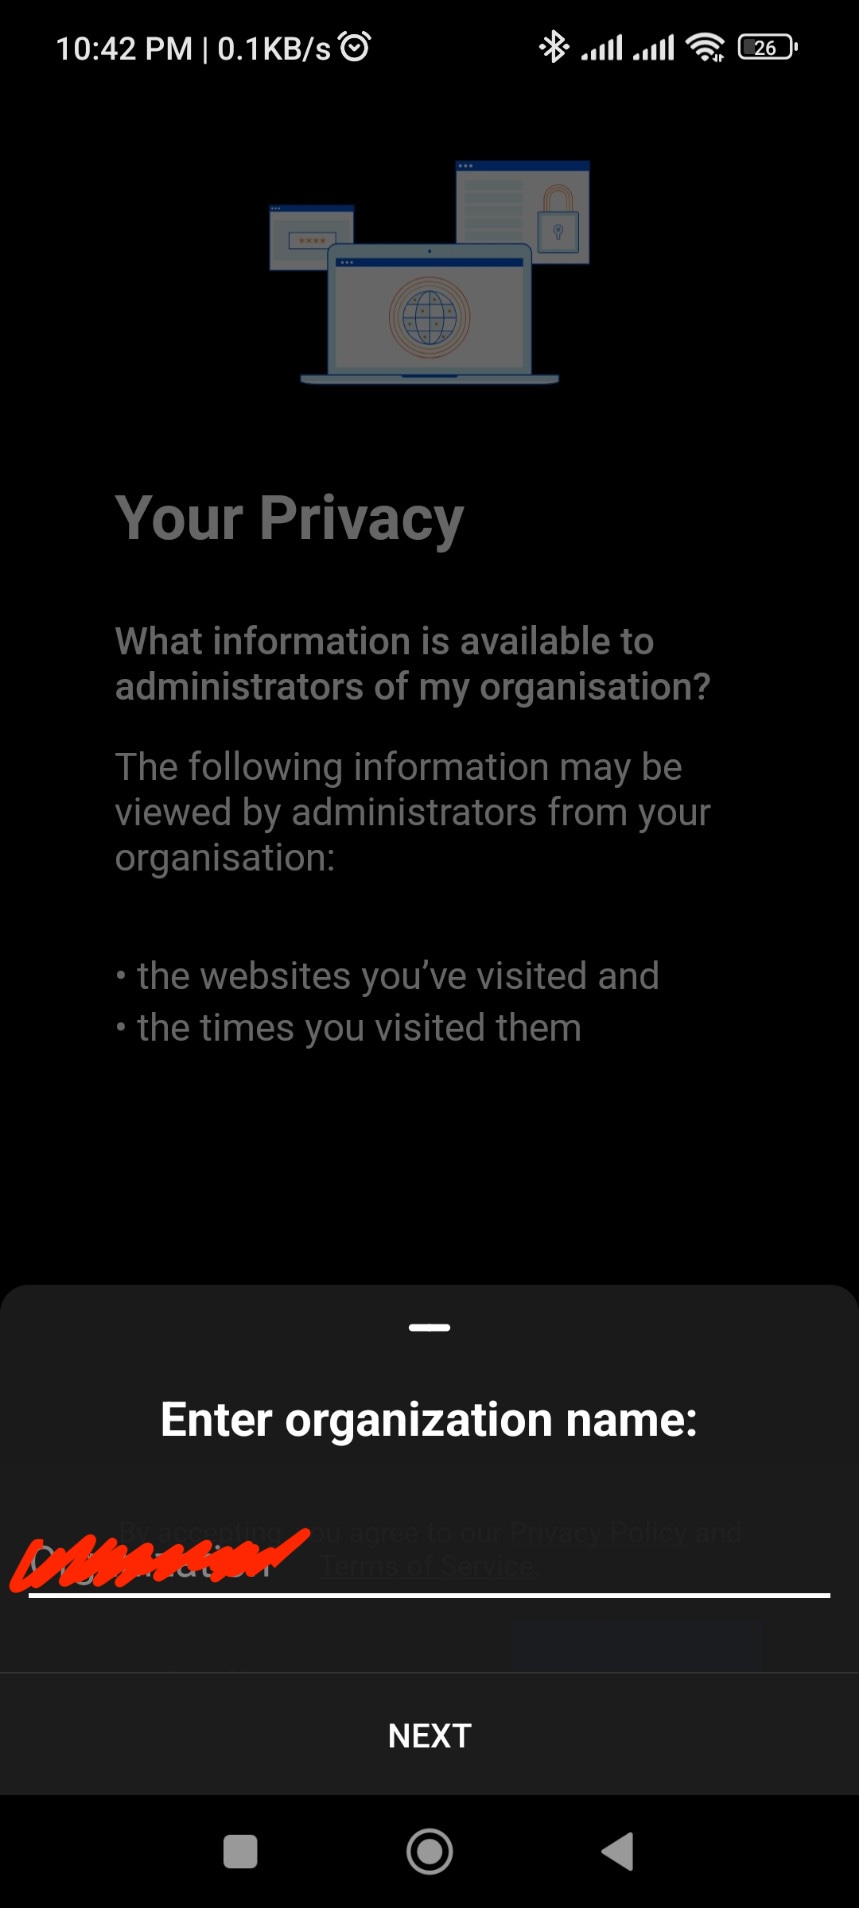 10:42 PM | 0.1KB/s
26
****
Your Privacy
What information is available to
administrators of my organisation?
The following information may be
viewed by administrators from your
organisation:
• the websites you’ve visited and
• the times you visited them
Enter organization name:
By accepting you agree to our Privacy Policy and
Terms of Service.
Organization
NEXT